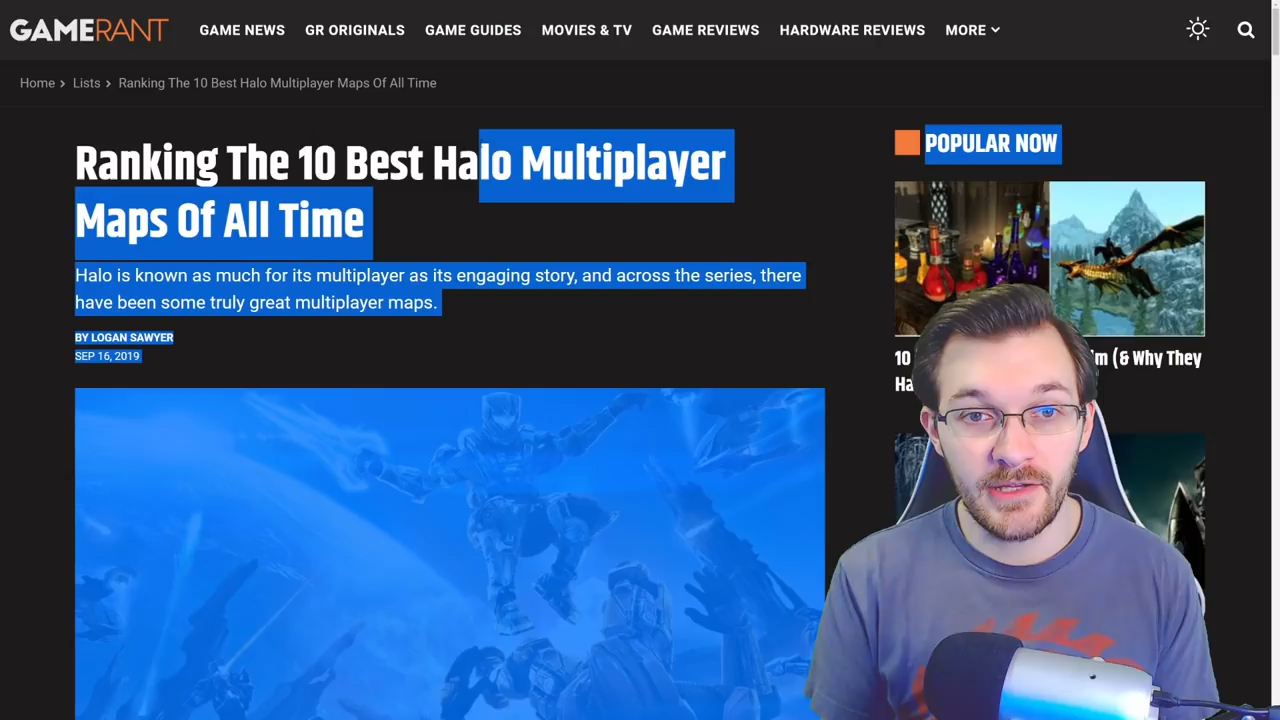 GAMERANT
GAME NEWS
GR ORIGINALS
GAME GUIDES
MOVIES & TV
GAME REVIEWS
HARDWARE REVIEWS
MORE
Home > Lists > Ranking The 10 Best Halo Multiplayer Maps Of All Time
Ranking The 10 Best Halo Multiplayer
Maps Of All Time
Halo is known as much for its multiplayer as its engaging story, and across the series, there
have been some truly great multiplayer maps.
BY LOGAN SAWYER
SEP 16, 2019
POPULAR NOW
10
(& Why They